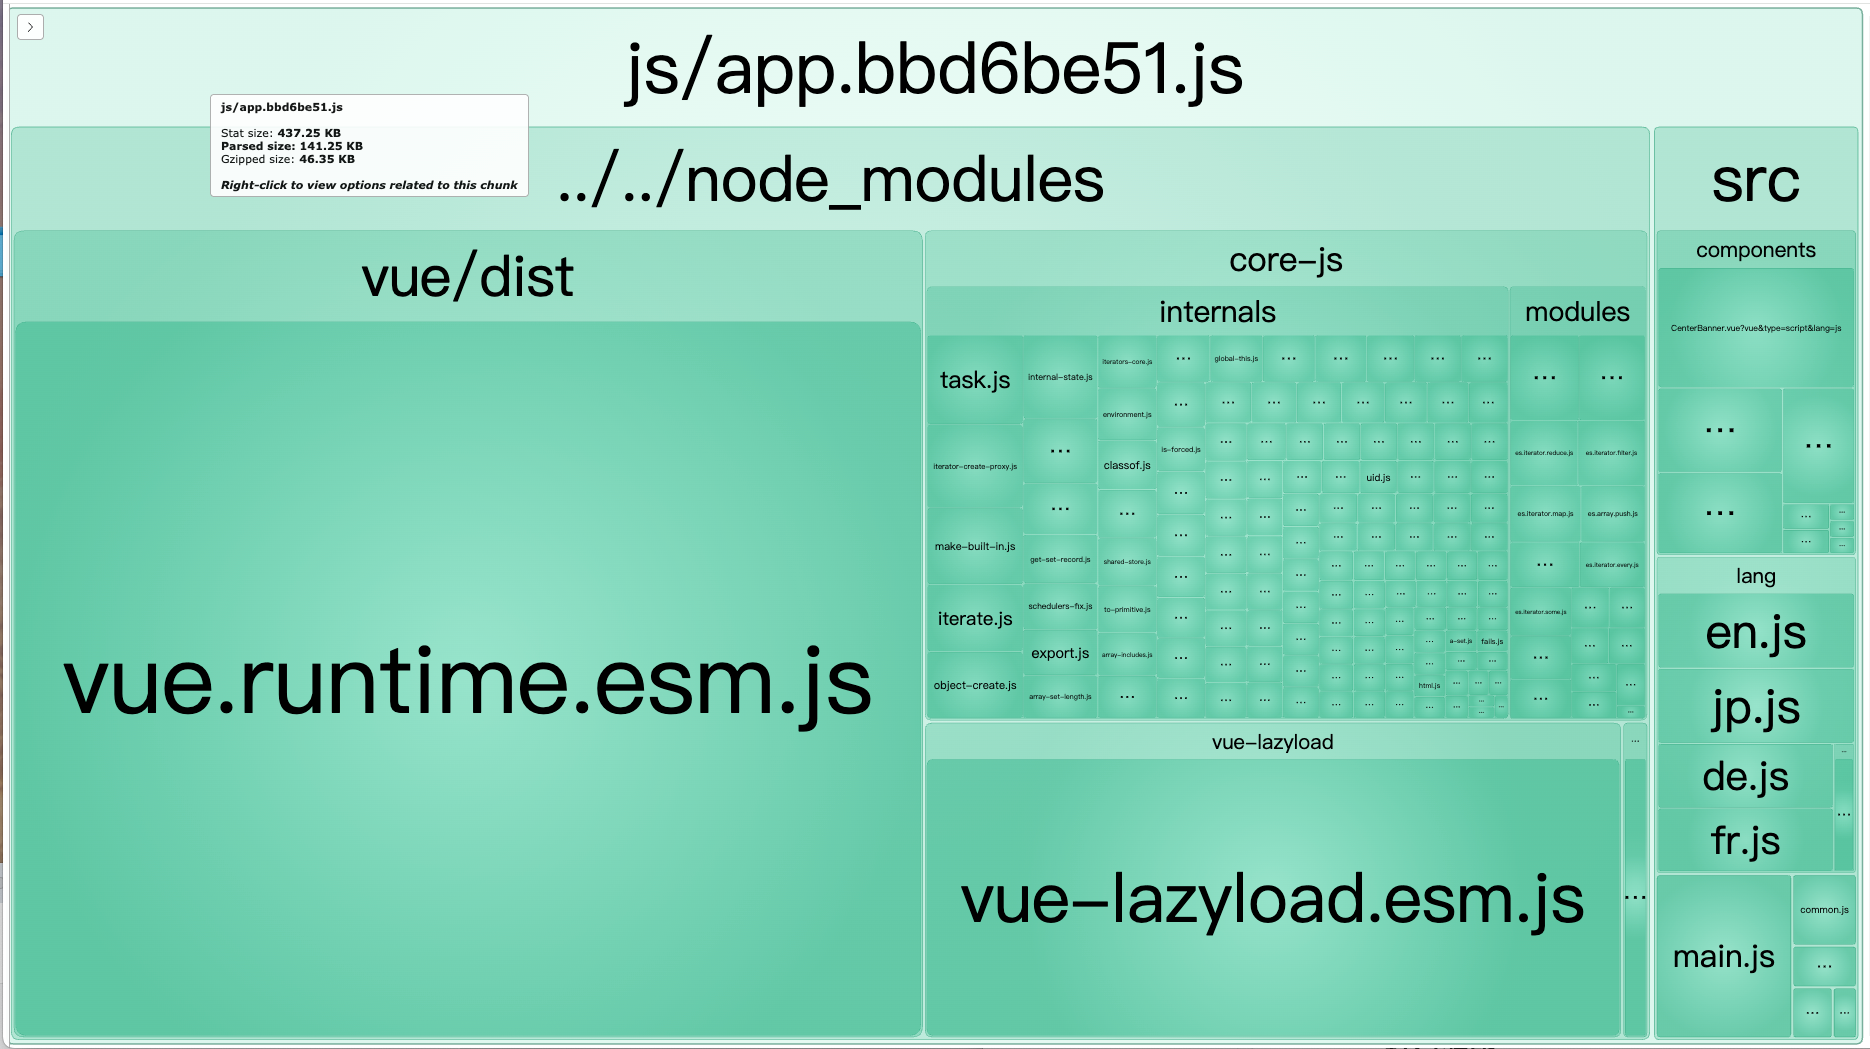 js/app.bbd6be51.js
js/app.bbd6be51.js
Stat size: 437.25 KB
Parsed size: 141.25 KB
Gzipped size: 46.35 KB
Right-click to view options related to this chunk
../../node_modules
src
vue/dist
vue.runtime.esm.js
core-js
internals
task.js
iterator-create-proxy.js
make-built-in.js
iterate.js
object-create.js
internal-state.js
...
...
get-set-record.js
schedulers-fix.js
export.js
array-set-length.js
iterators-core.js
environment.js
classof.js
...
shared-store.js
to-primitive.js
array-includes.js
...
is-forced.js
global-this.js
uid.js
a-set.js
fails.js
html.js
modules
...
...
es.iterator.reduce.js
es.iterator.filter.js
es.iterator.map.js
es.array.push.js
...
es.iterator.every.js
es.iterator.some.js
vue-lazyload
vue-lazyload.esm.js
...
...
components
CenterBanner.vue?vue&type=script&lang=js
...
...
...
lang
en.js
jp.js
de.js
fr.js
...
main.js
common.js
...
...
...